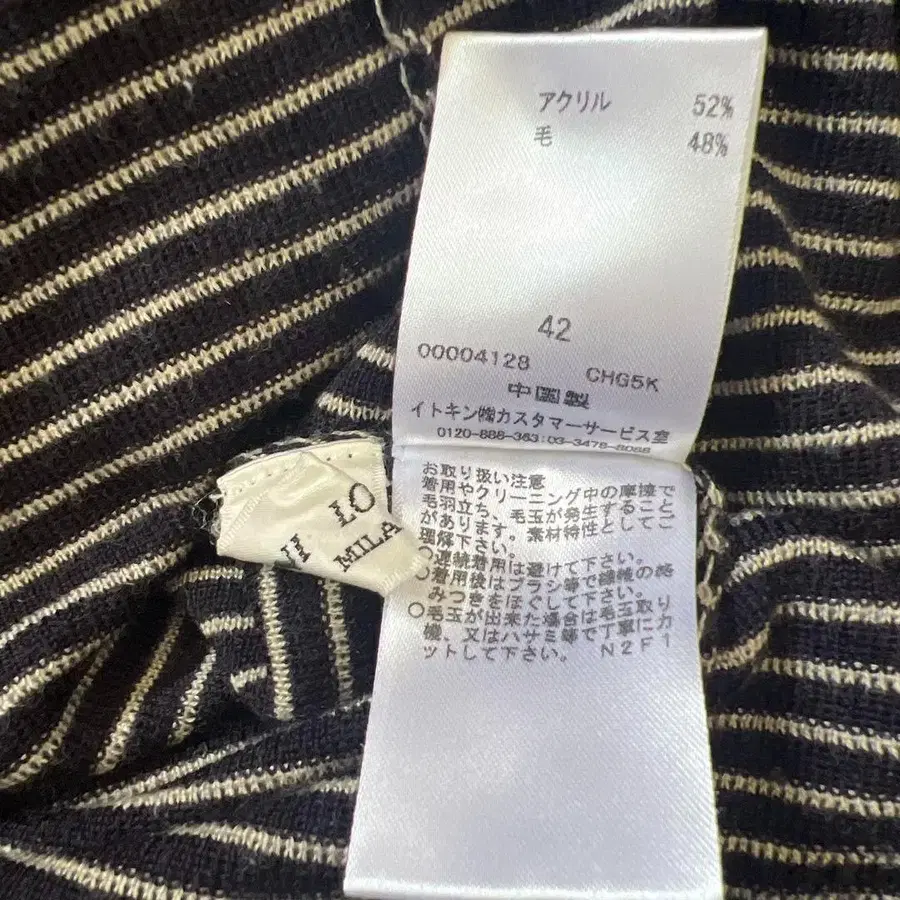 アクリル 52%
毛 48%
42
00004128 CHG5K
中国製
イトキン㈱カスタマーサービス室
0120-888-363:03-3478-8088
お取り扱い注意
着用やクリーニング中の摩擦で
毛羽立ち、毛玉が発生すること
があります。素材特性としてご
理解下さい。
○連続着用は避けて下さい。
○着用後はブラシ等で繊維の絡
みつきをほぐして下さい。
○毛玉が出来た場合は毛玉取り
機、又はハサミ等で丁寧にカ
ットして下さい。 N2F1
LO
MILA